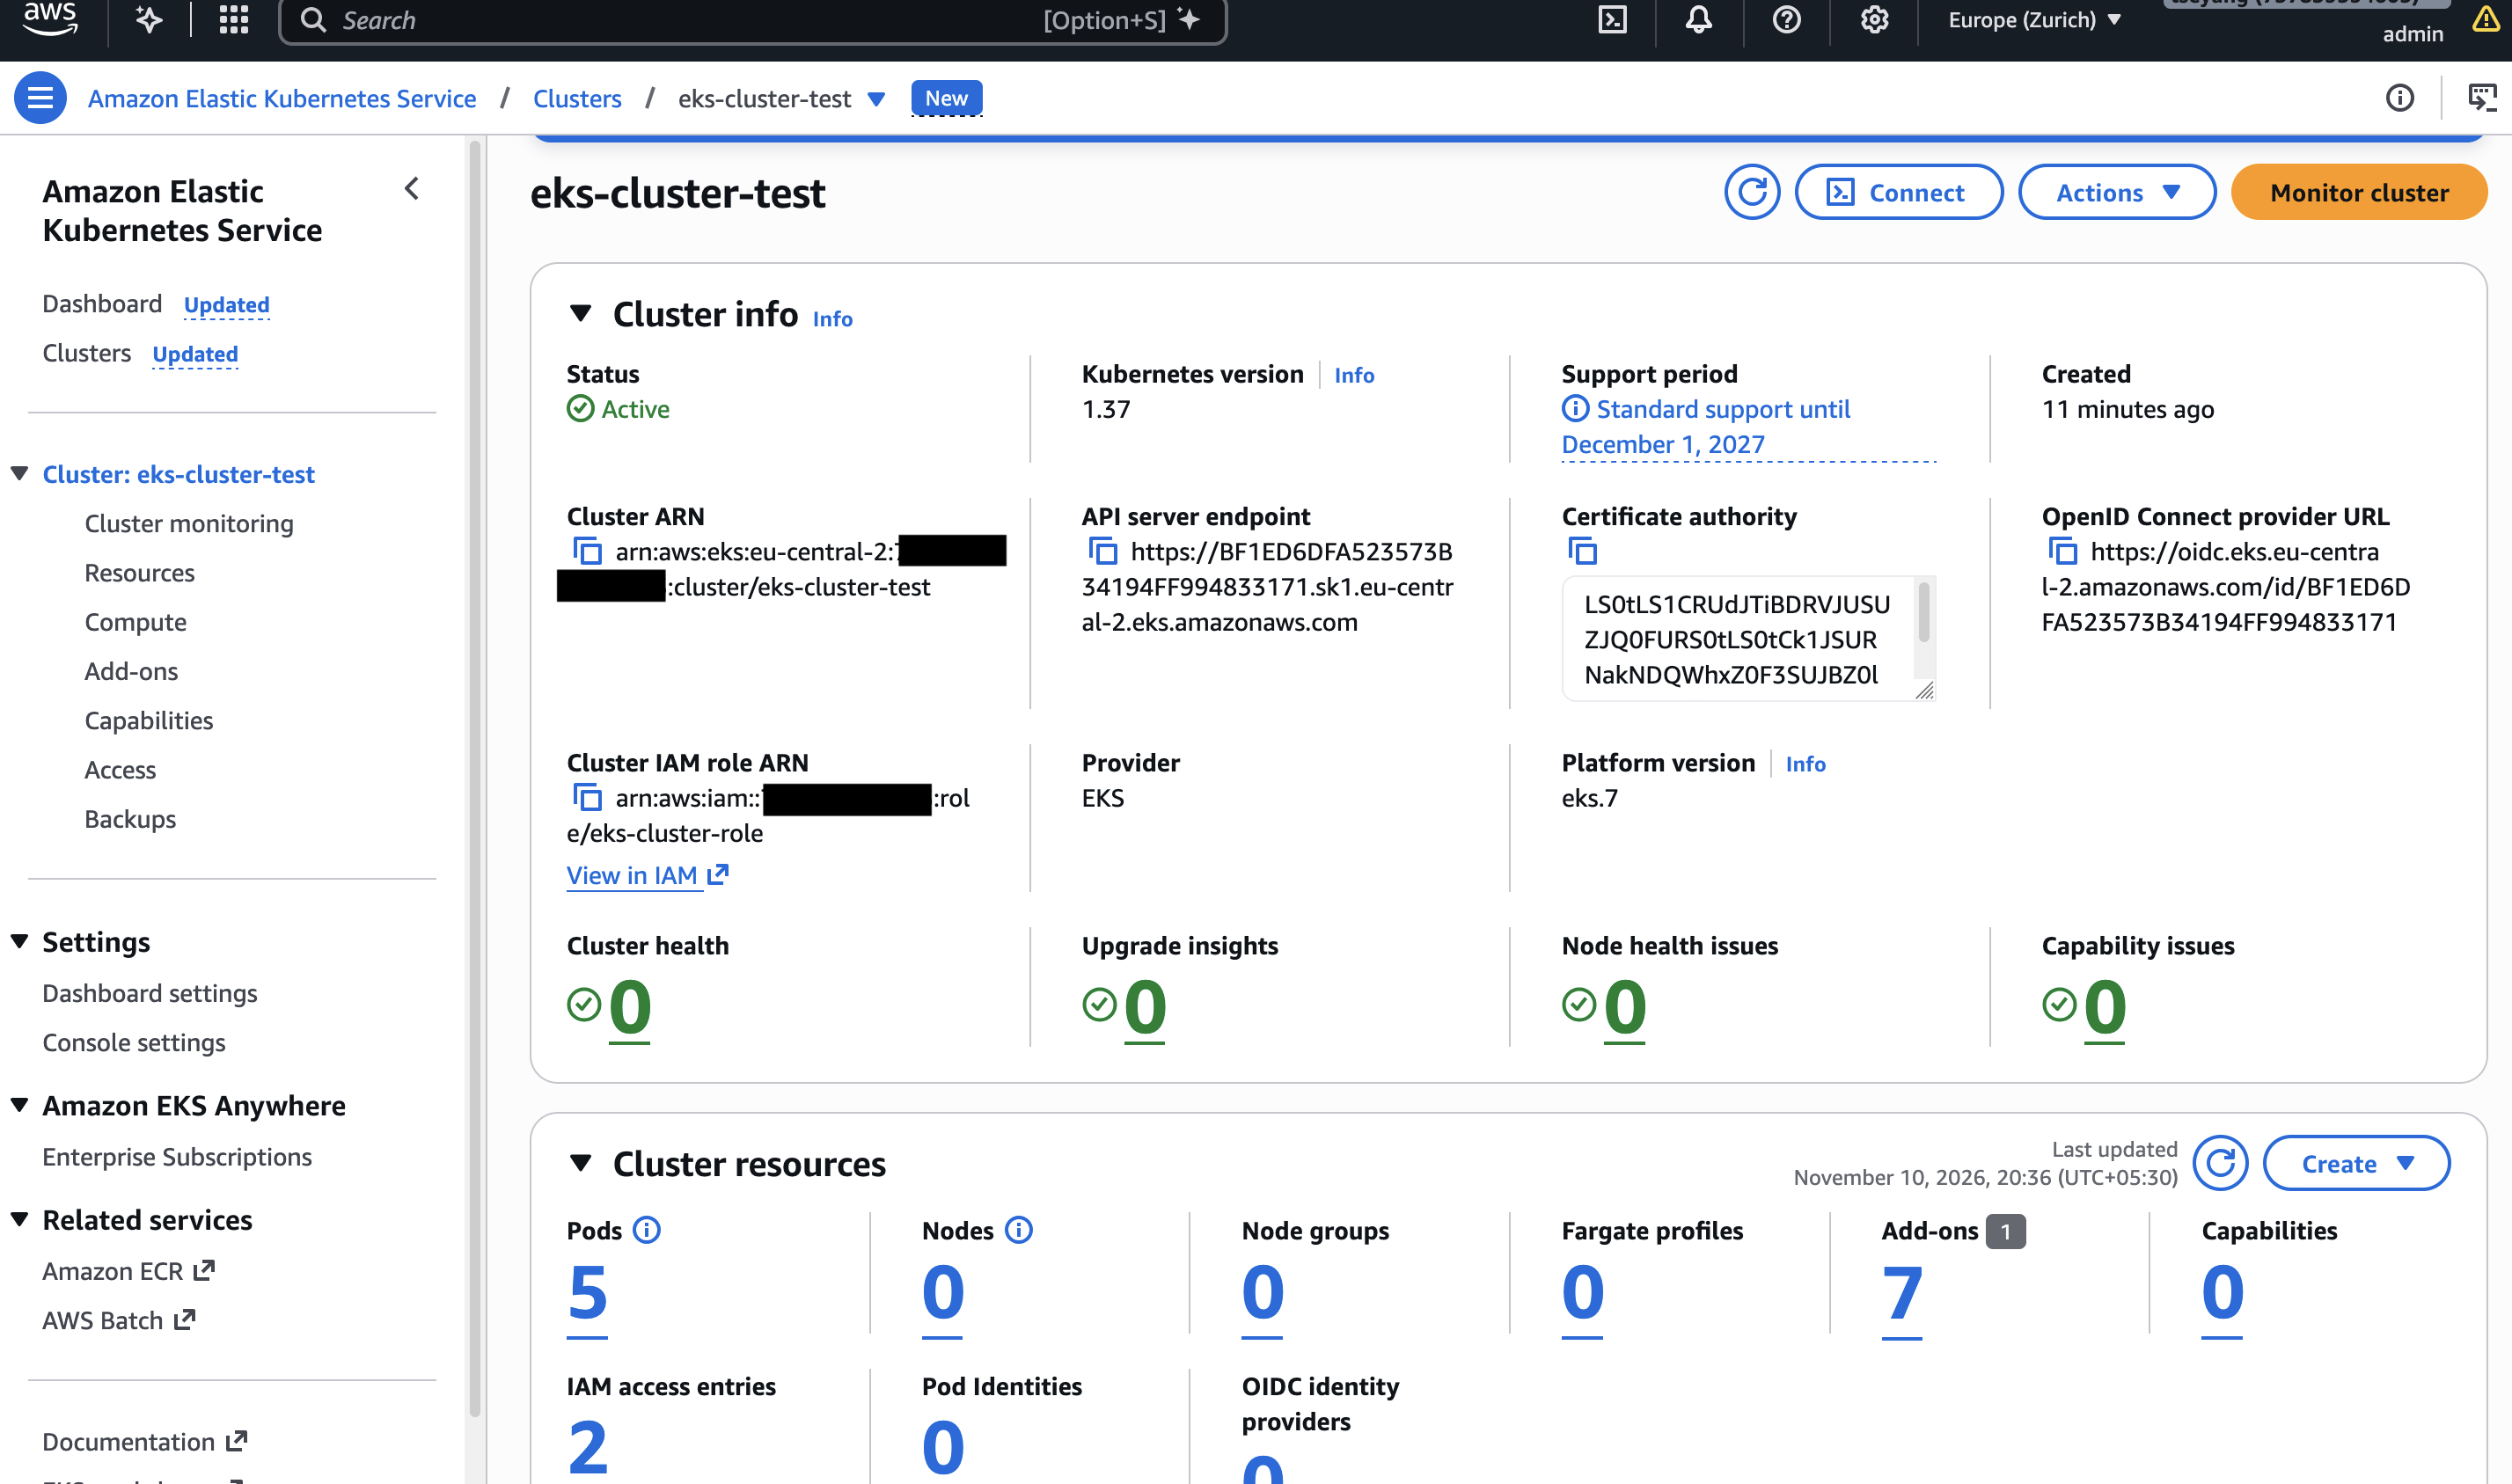 aws
Search
[Option+S]
Europe (Zurich)
admin
Amazon Elastic Kubernetes Service / Clusters / eks-cluster-test New
Amazon Elastic
Kubernetes Service
Dashboard Updated
Clusters Updated
Cluster: eks-cluster-test
Cluster monitoring
Resources
Compute
Add-ons
Capabilities
Access
Backups
Settings
Dashboard settings
Console settings
Amazon EKS Anywhere
Enterprise Subscriptions
Related services
Amazon ECR
AWS Batch
Documentation
eks-cluster-test
Connect
Actions
Monitor cluster
Cluster info Info
Status
Active
Kubernetes version Info
1.37
Support period
Standard support until
December 1, 2027
Created
11 minutes ago
Cluster ARN
arn:aws:eks:eu-central-2:
:cluster/eks-cluster-test
API server endpoint
https://BF1ED6DFA523573B
34194FF994833171.sk1.eu-centr
al-2.eks.amazonaws.com
Certificate authority
LS0tLS1CRUdJTiBDRVJUSU
ZJQ0FURS0tLS0tCk1JSUR
NakNDQWhxZ0F3SUJBZ0l
OpenID Connect provider URL
https://oidc.eks.eu-centra
l-2.amazonaws.com/id/BF1ED6D
FA523573B34194FF994833171
Cluster IAM role ARN
arn:aws:iam:: :rol
e/eks-cluster-role
View in IAM
Provider
EKS
Platform version Info
eks.7
Cluster health
0
Upgrade insights
0
Node health issues
0
Capability issues
0
Cluster resources
Last updated
November 10, 2026, 20:36 (UTC+05:30)
Create
Pods
5
Nodes
0
Node groups
0
Fargate profiles
0
Add-ons 1
7
Capabilities
0
IAM access entries
2
Pod Identities
0
OIDC identity
providers
0